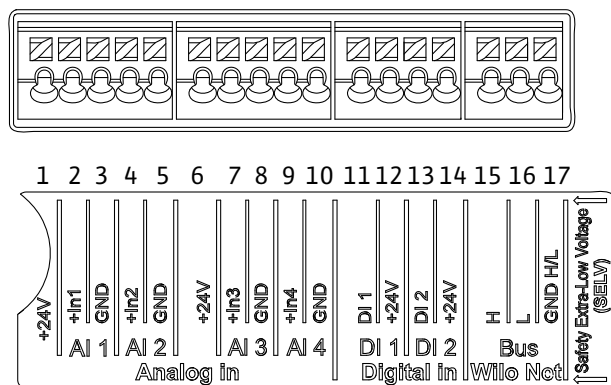 1 2 3 4 5 6 7 8 9 10 11 12 13 14 15 16 17
+24V +In1 GND +In2 GND +24V +In3 GND +In4 GND DI 1 +24V DI 2 +24V H L GND H/L
AI 1 AI 2 AI 3 AI 4 DI 1 DI 2 Bus
Analog in Digital in Wilo Net
Safety Extra-Low Voltage
(SELV)